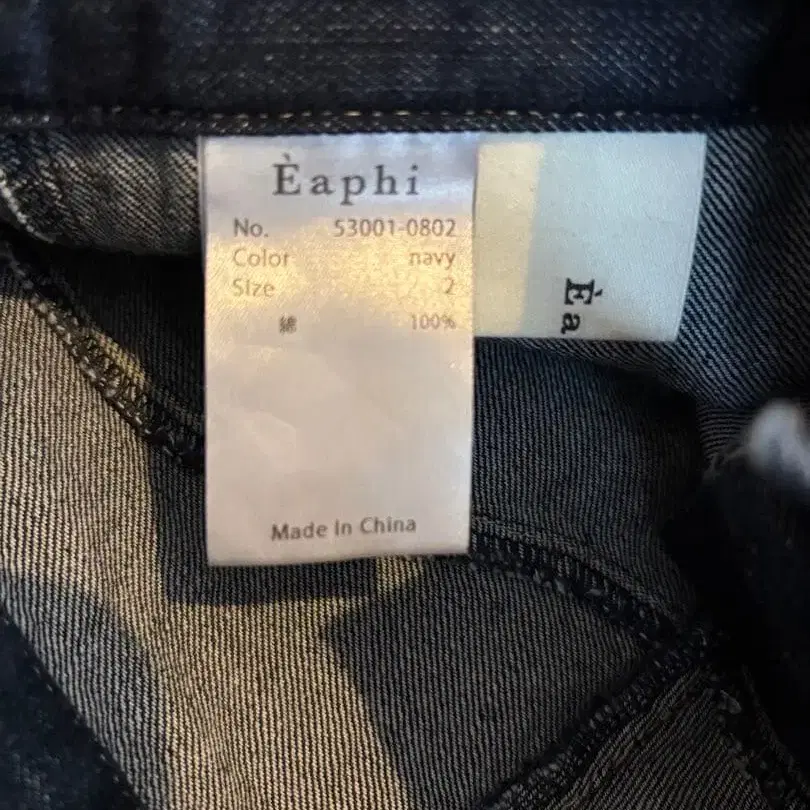 Èaphi
No. 53001-0802
Color navy
Size 2
綿 100%
Made In China
Èa